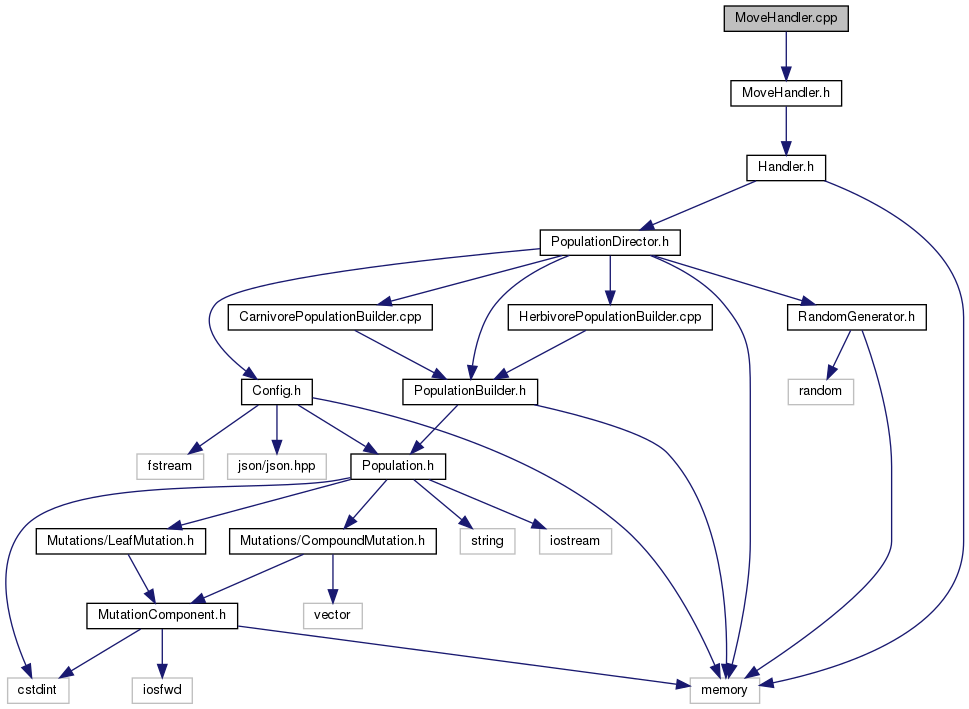 MoveHandler.cpp
MoveHandler.h
Handler.h
PopulationDirector.h
CarnivorePopulationBuilder.cpp
HerbivorePopulationBuilder.cpp
RandomGenerator.h
Config.h
PopulationBuilder.h
random
fstream
json/json.hpp
Population.h
Mutations/LeafMutation.h
Mutations/CompoundMutation.h
string
iostream
MutationComponent.h
vector
cstdint
iosfwd
memory